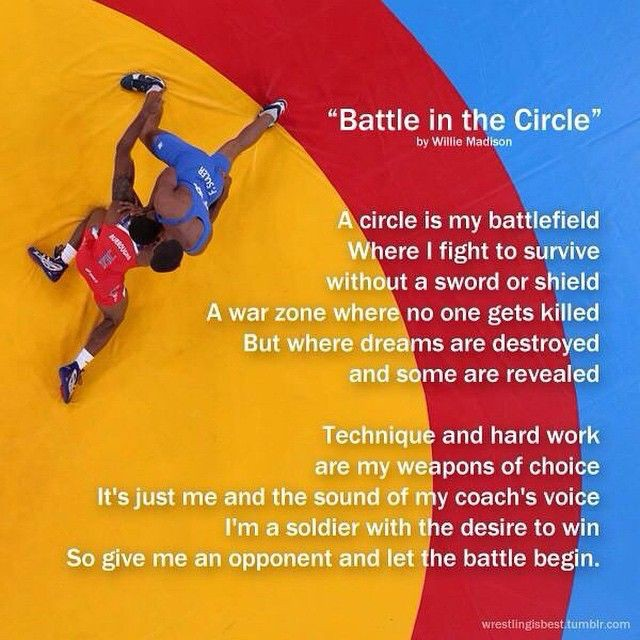 “Battle in the Circle”
by Willie Madison
A circle is my battlefield
Where I fight to survive
without a sword or shield
A war zone where no one gets killed
But where dreams are destroyed
and some are revealed
Technique and hard work
are my weapons of choice
It's just me and the sound of my coach's voice
I'm a soldier with the desire to win
So give me an opponent and let the battle begin.
wrestlingisbest.tumblr.com